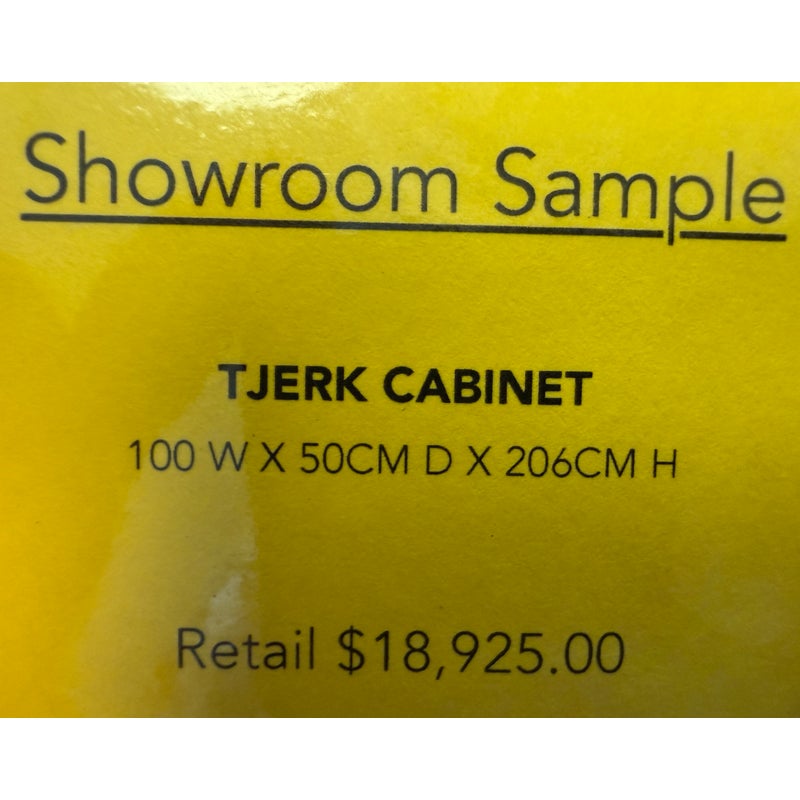 Showroom Sample
TJERK CABINET
100 W X 50CM D X 206CM H
Retail $18,925.00